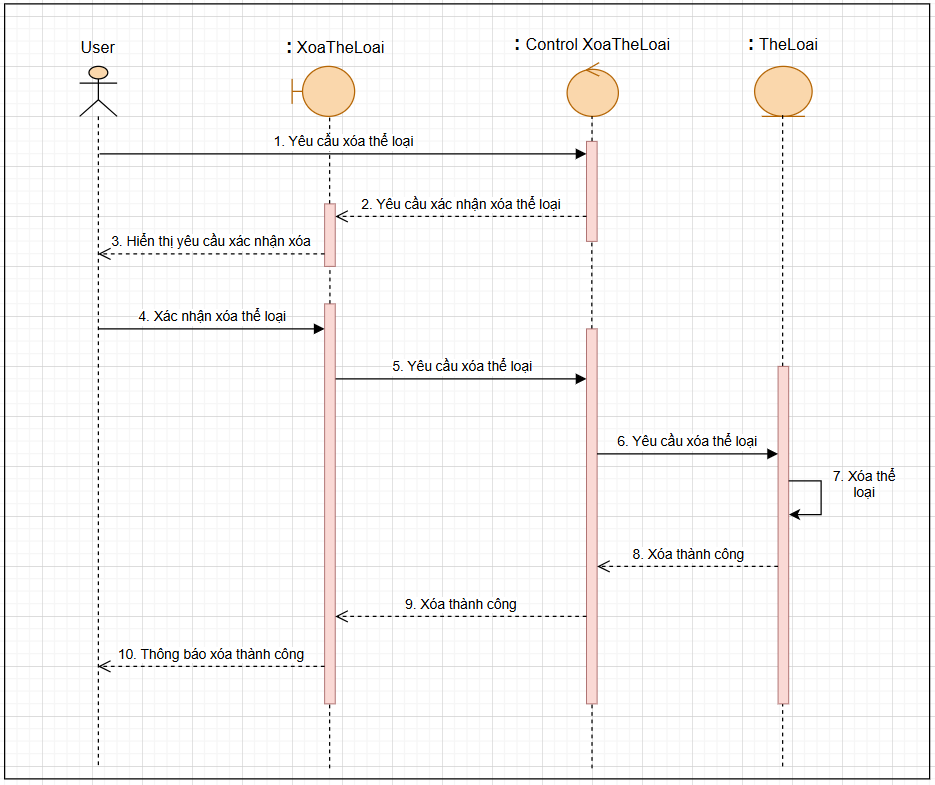 User
: XoaTheLoai
: Control XoaTheLoai
: TheLoai
1. Yêu cẩu xóa thể loại
2. Yêu cầu xác nhận xóa thể loại
3. Hiển thị yêu cầu xác nhận xóa
4. Xác nhận xóa thể loại
5. Yêu cầu xóa thể loại
6. Yêu cầu xóa thể loại
7. Xóa thể
loại
8. Xóa thành công
9. Xóa thành công
10. Thông báo xóa thành công